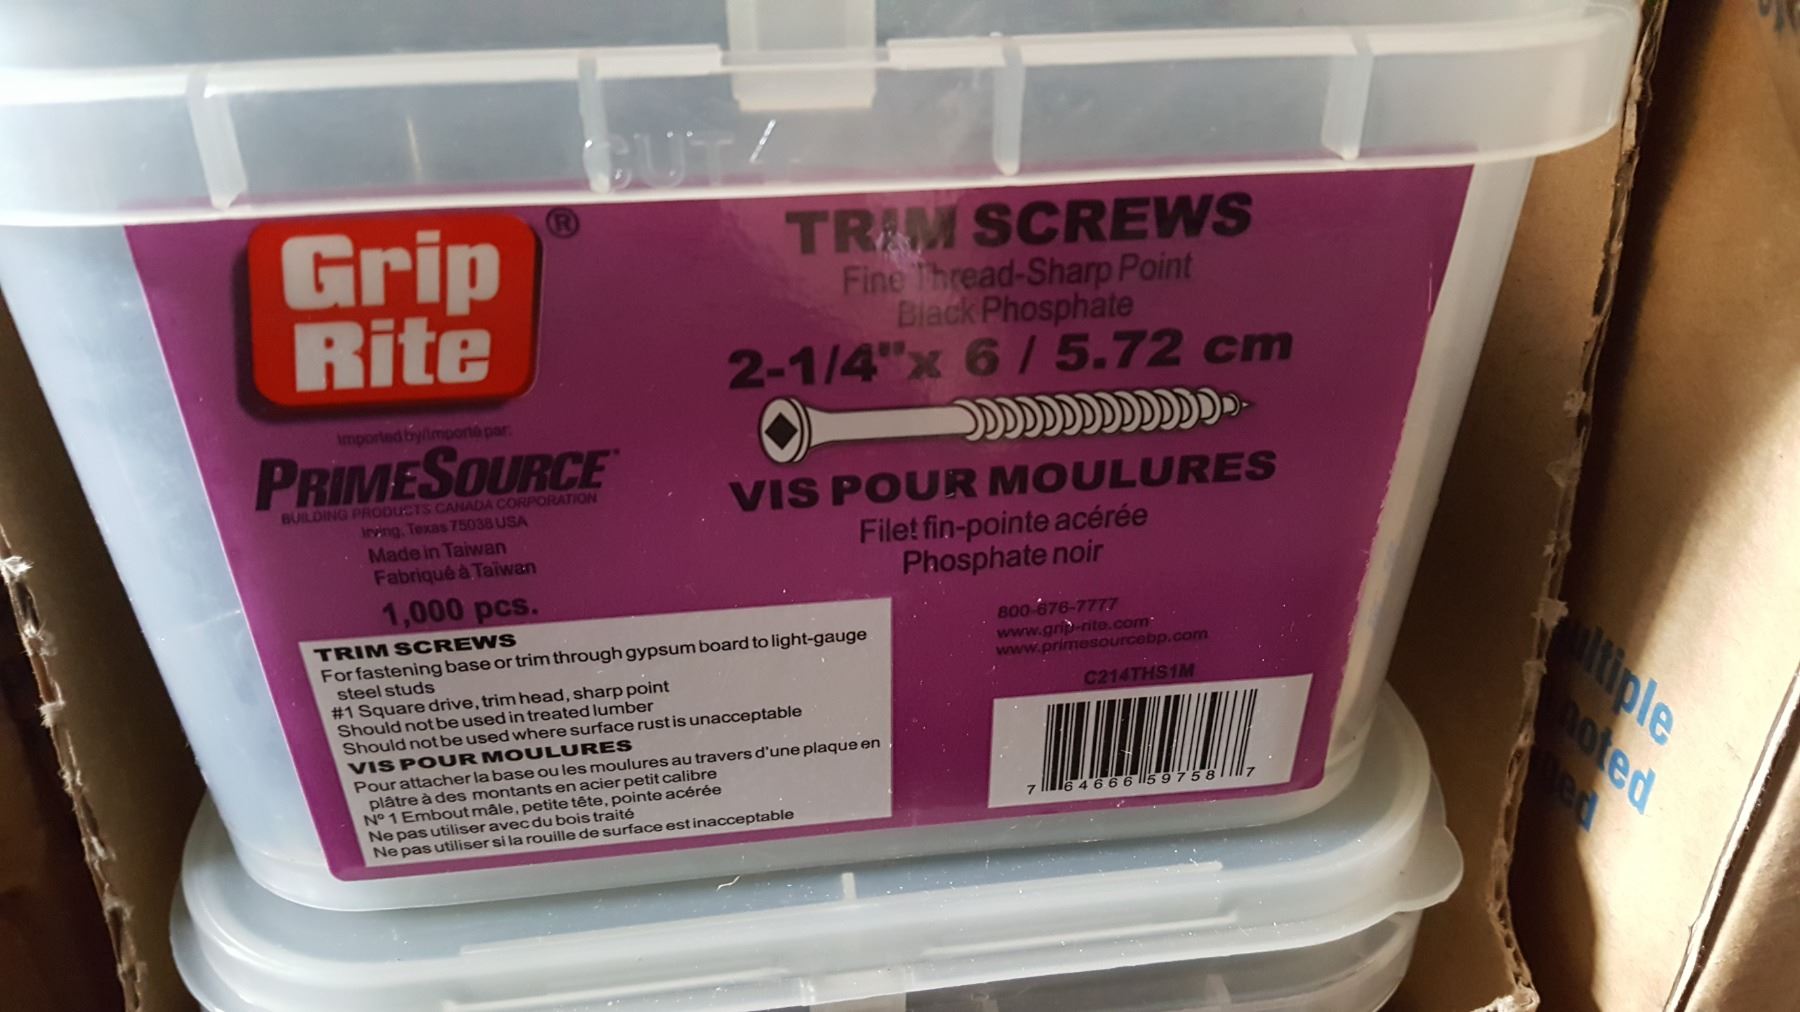 CUT
Grip
Rite
®
Imported by/Importé par:
PRIMESOURCE
BUILDING PRODUCTS CANADA CORPORATION
Irving, Texas 75038 USA
Made in Taiwan
Fabriqué à Taïwan
1,000 pcs.
TRIM SCREWS
Fine Thread-Sharp Point
Black Phosphate
2-1/4" x 6 / 5.72 cm
VIS POUR MOULURES
Filet fin-pointe acérée
Phosphate noir
TRIM SCREWS
For fastening base or trim through gypsum board to light-gauge
steel studs
#1 Square drive, trim head, sharp point
Should not be used in treated lumber
Should not be used where surface rust is unacceptable
VIS POUR MOULURES
Pour attacher la base ou les moulures au travers d'une plaque en
plâtre à des montants en acier petit calibre
Nº 1 Embout mâle, petite tête, pointe acérée
Ne pas utiliser avec du bois traité
Ne pas utiliser si la rouille de surface est inacceptable
800-676-7777
www.grip-rite.com
www.primesourcebp.com
C214THS1M
7 64666 59758 7
ultiple
noted